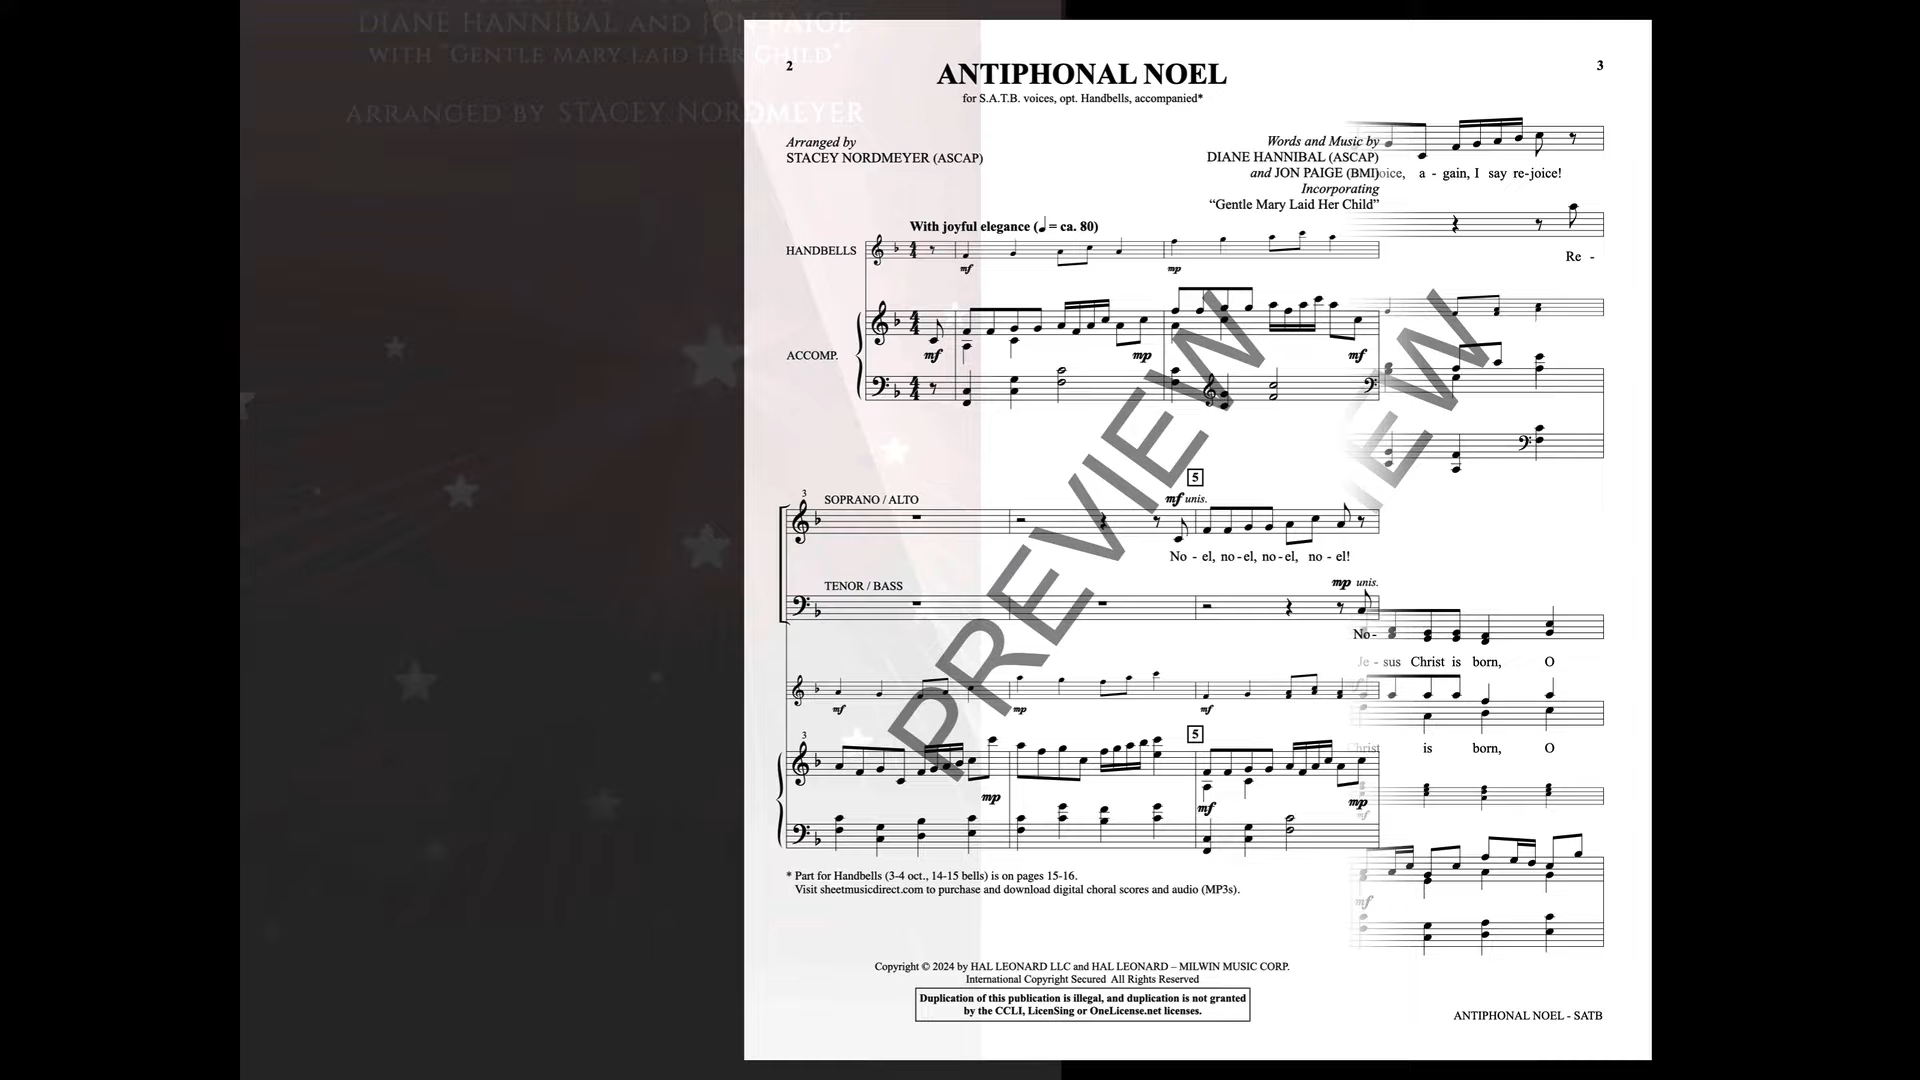 DIANE HANNIBAL AND JON PAIGE
WITH "GENTLE MARY LAID HER CHILD"
ARRANGED BY STACEY NORDMEYER
2
ANTIPHONAL NOEL
3
for S.A.T.B. voices, opt. Handbells, accompanied*
Arranged by
STACEY NORDMEYER (ASCAP)
Words and Music by
DIANE HANNIBAL (ASCAP)
and JON PAIGE (BMI)
Incorporating
“Gentle Mary Laid Her Child”
oice, a - gain, I say re-joice!
With joyful elegance (♩ = ca. 80)
HANDBELLS
mf
mp
Re -
ACCOMP.
mf
mp
mf
PREVIEW
5
3
SOPRANO / ALTO
mf unis.
No - el, no - el, no - el, no - el!
TENOR / BASS
mp unis.
No-
Je - sus Christ is born, O
mf
mp
mf
Christ is born, O
3
5
mp
mf
mp
mf
mf
* Part for Handbells (3-4 oct., 14-15 bells) is on pages 15-16.
Visit sheetmusicdirect.com to purchase and download digital choral scores and audio (MP3s).
Copyright © 2024 by HAL LEONARD LLC and HAL LEONARD – MILWIN MUSIC CORP.
International Copyright Secured All Rights Reserved
Duplication of this publication is illegal, and duplication is not granted
by the CCLI, LicenSing or OneLicense.net licenses.
ANTIPHONAL NOEL - SATB